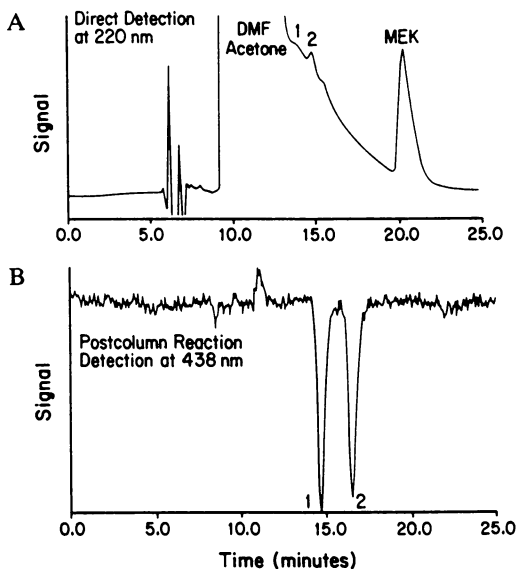 A
Direct Detection
at 220 nm
DMF
Acetone
1
2
MEK
Signal
0.0 5.0 10.0 15.0 20.0 25.0
B
Postcolumn Reaction
Detection at 438 nm
1
2
Signal
0.0 5.0 10.0 15.0 20.0 25.0
Time (minutes)